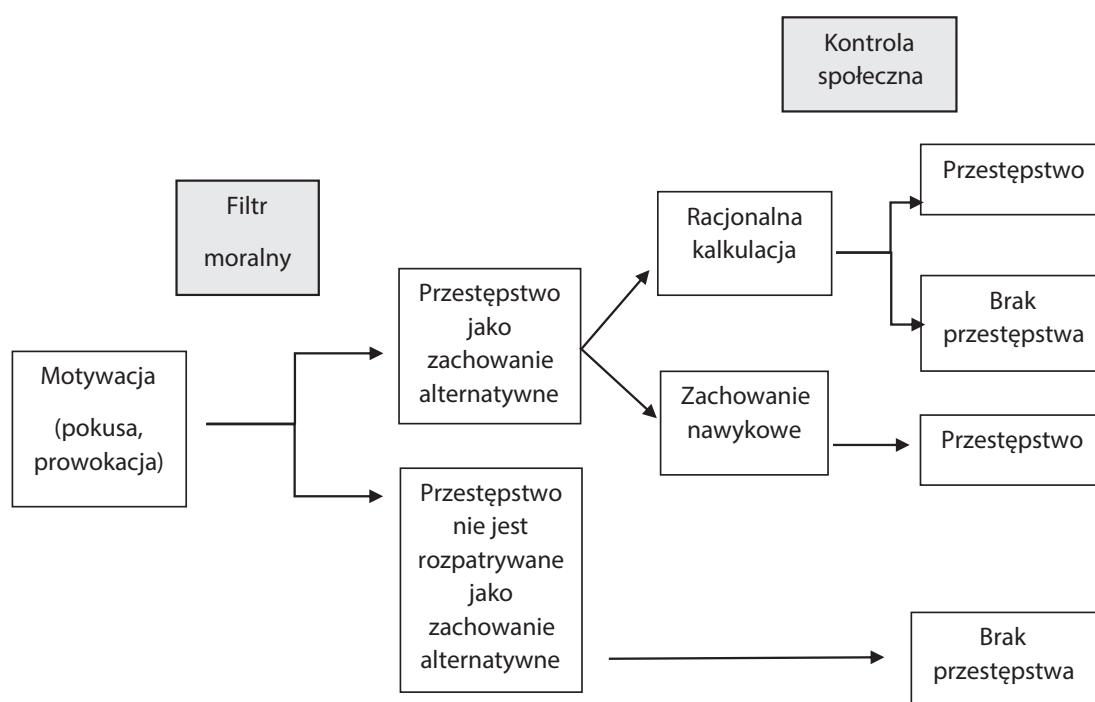 Kontrola
społeczna
Filtr
moralny
Motywacja
(pokusa,
prowokacja)
Przestępstwo
jako
zachowanie
alternatywne
Przestępstwo
nie jest
rozpatrywane
jako
zachowanie
alternatywne
Racjonalna
kalkulacja
Zachowanie
nawykowe
Przestępstwo
Brak
przestępstwa
Przestępstwo
Brak
przestępstwa